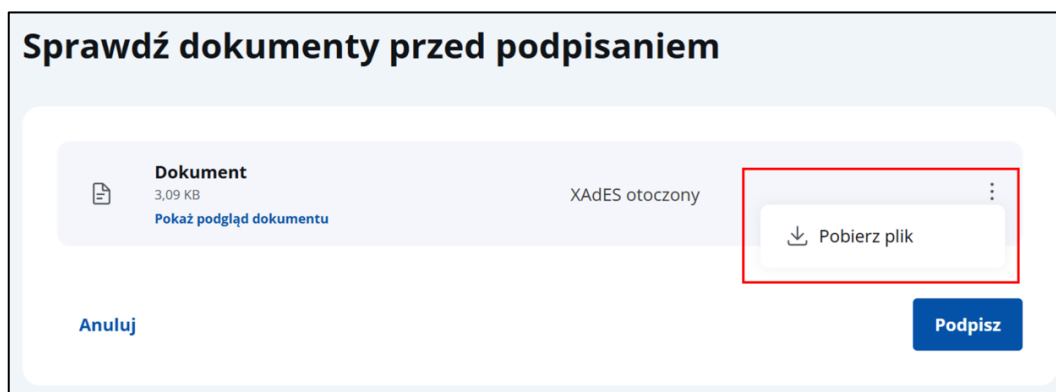 Sprawdź dokumenty przed podpisaniem
Dokument
3,09 KB
Pokaż podgląd dokumentu
XAdES otoczony
Pobierz plik
Anuluj
Podpisz